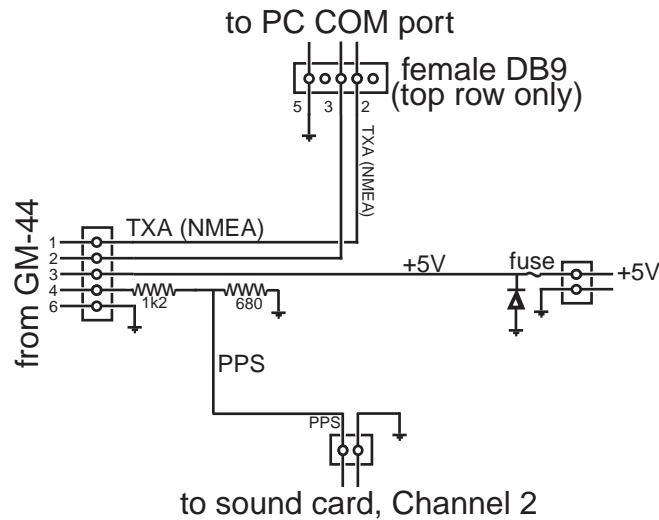 to PC COM port
female DB9
(top row only)
5 3 2
TXA (NMEA)
from GM-44
1
2
3
4
6
TXA (NMEA)
+5V
fuse
+5V
1k2
680
PPS
PPS
to sound card, Channel 2